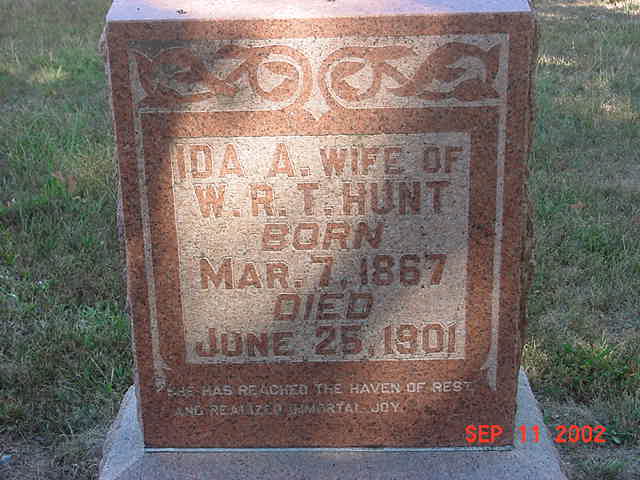 IDA A. WIFE OF
W. R. T. HUNT
BORN
MAR. 7, 1867
DIED
JUNE 25, 1901
SHE HAS REACHED THE HAVEN OF REST,
AND REALIZED IMMORTAL JOY.
SEP 11 2002